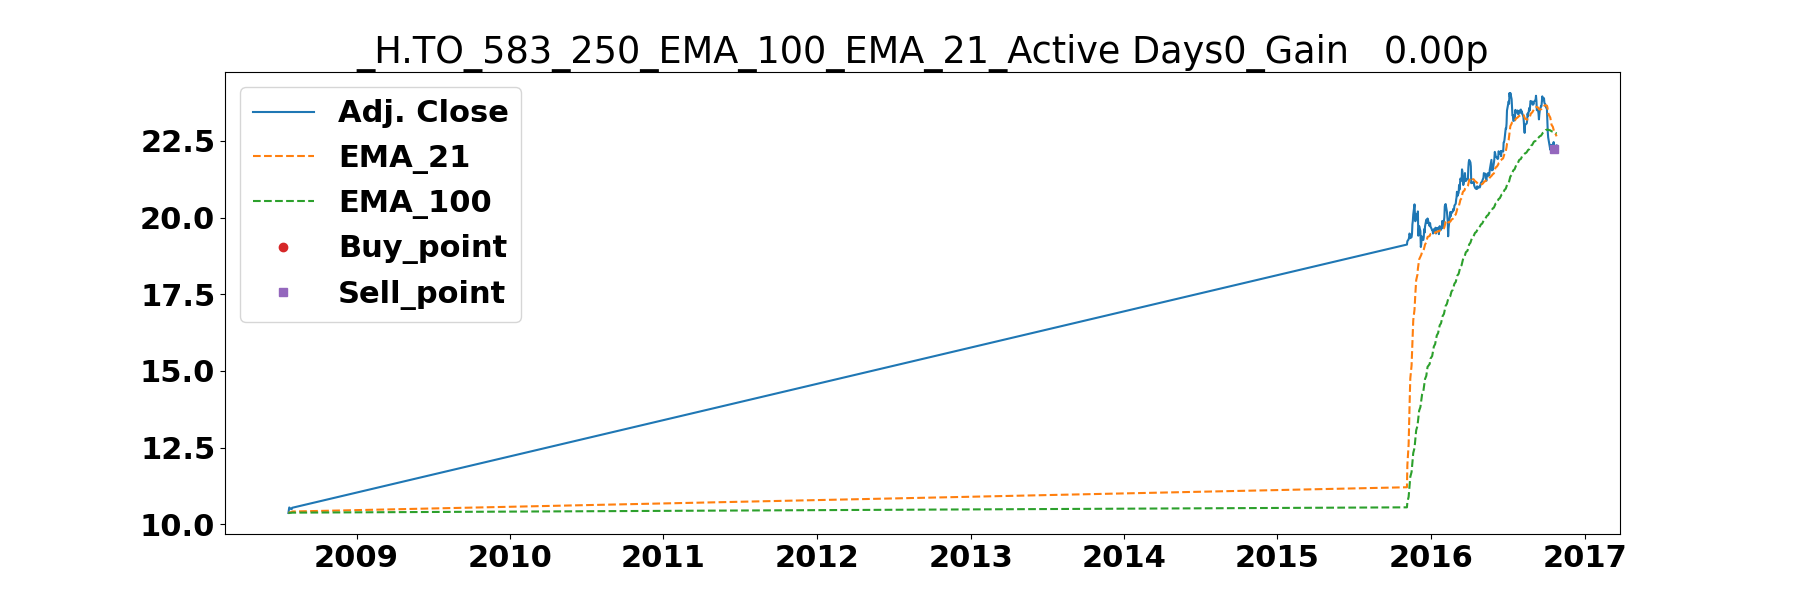 _H.TO_583_250_EMA_100_EMA_21_Active Days0_Gain   0.00p
Adj. Close
EMA_21
EMA_100
Buy_point
Sell_point
22.5
20.0
17.5
15.0
12.5
10.0
2009 2010 2011 2012 2013 2014 2015 2016 2017